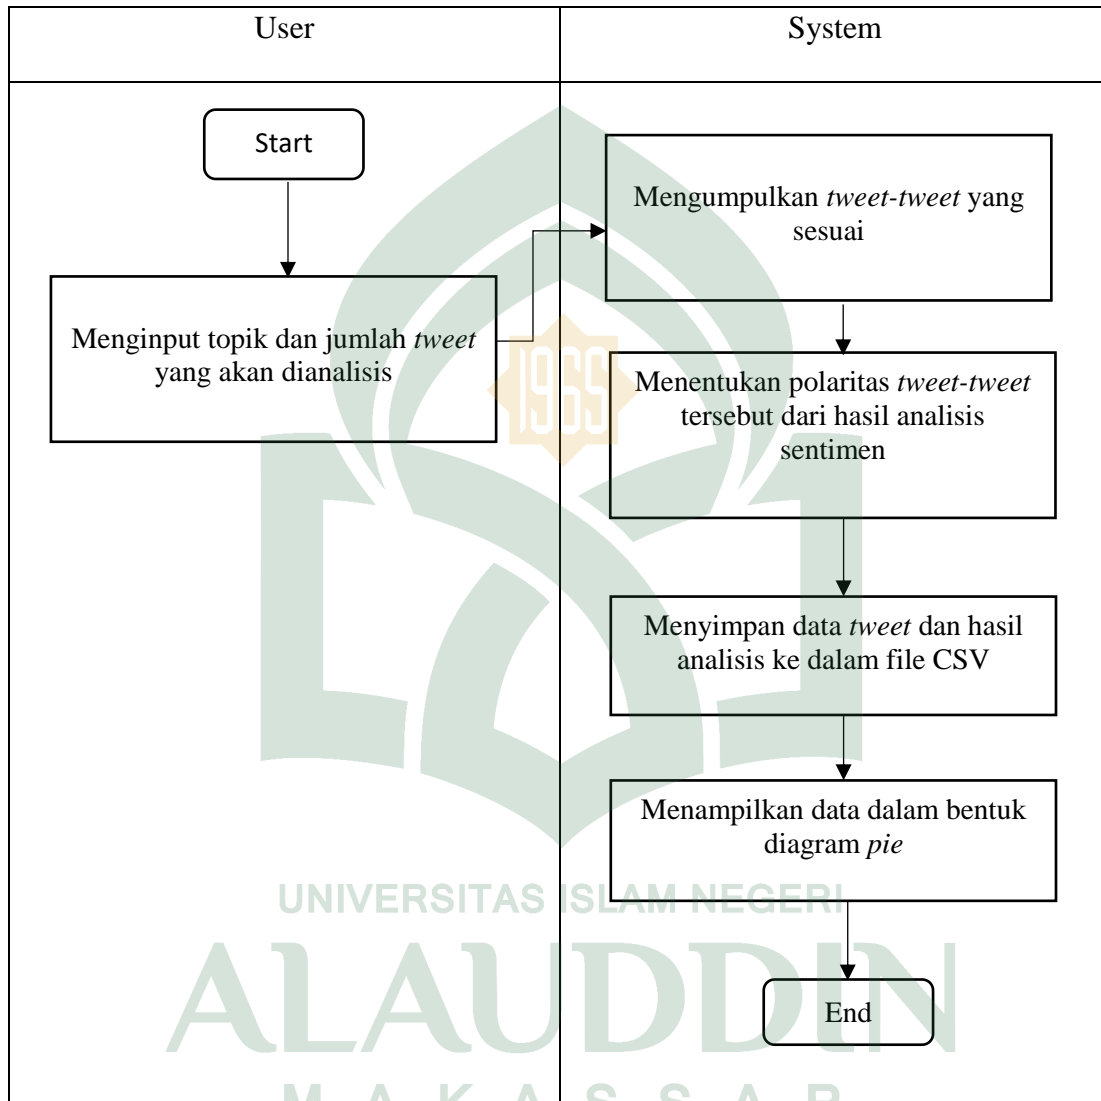 User
System
Start
Menginput topik dan jumlah tweet
yang akan dianalisis
Mengumpulkan tweet-tweet yang
sesuai
Menentukan polaritas tweet-tweet
tersebut dari hasil analisis
sentimen
Menyimpan data tweet dan hasil
analisis ke dalam file CSV
Menampilkan data dalam bentuk
diagram pie
End
1965
UNIVERSITAS ISLAM NEGERI
ALAUDDIN
MAKASSAR